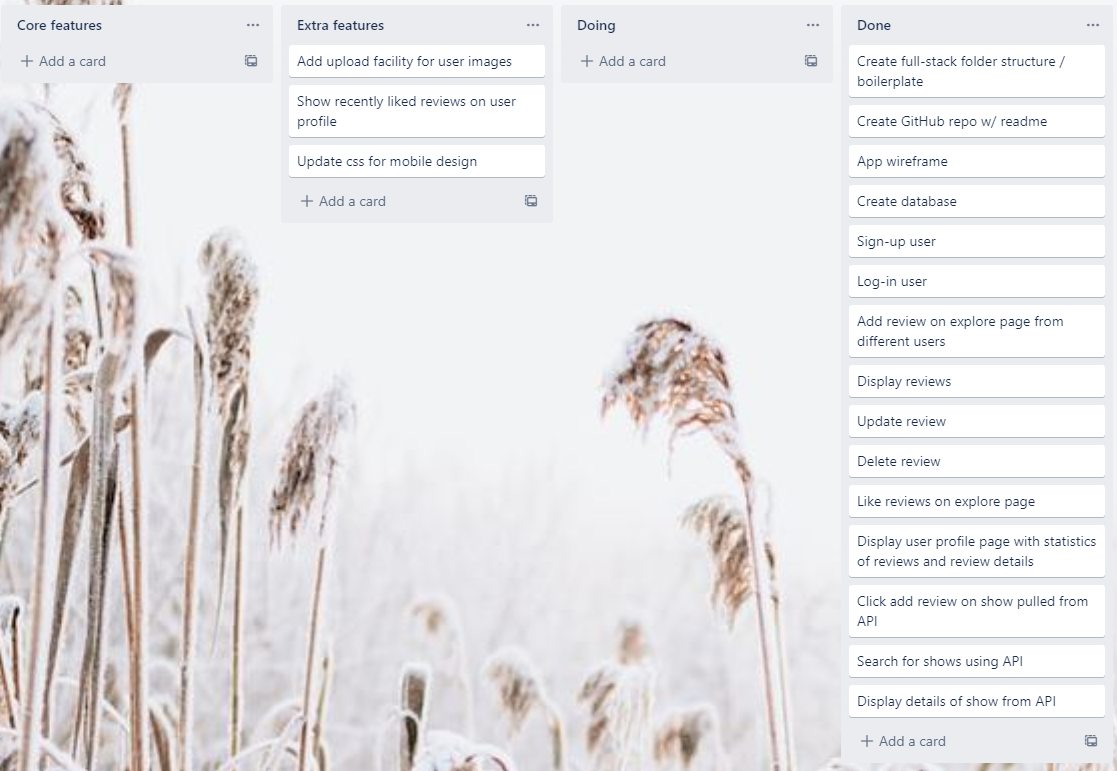 Core features
Add a card
Extra features
Add upload facility for user images
Show recently liked reviews on user
profile
Update css for mobile design
Add a card
Doing
Add a card
Done
Create full-stack folder structure /
boilerplate
Create GitHub repo w/ readme
App wireframe
Create database
Sign-up user
Log-in user
Add review on explore page from
different users
Display reviews
Update review
Delete review
Like reviews on explore page
Display user profile page with statistics
of reviews and review details
Click add review on show pulled from
API
Search for shows using API
Display details of show from API
Add a card